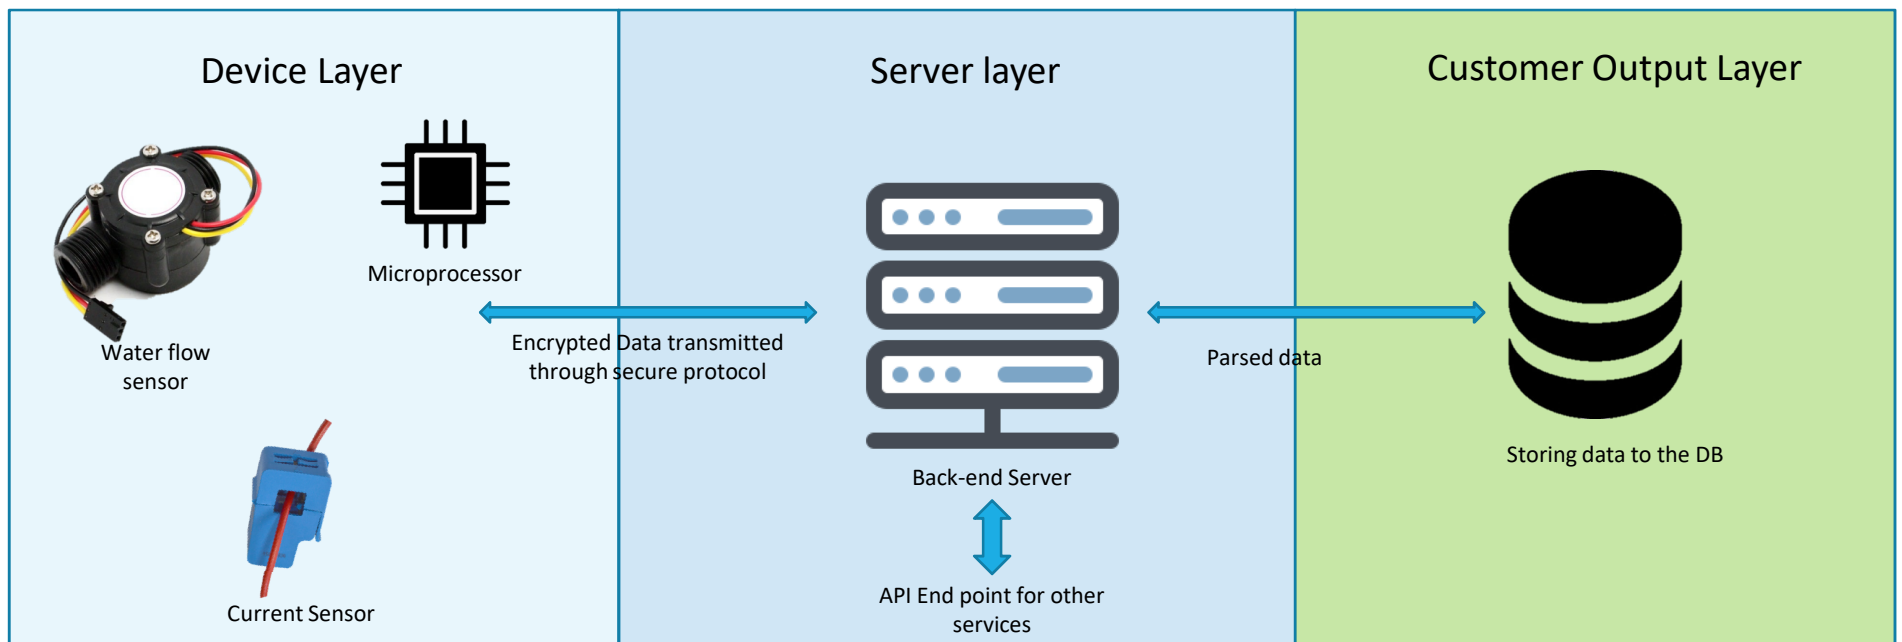 Device Layer
Server layer
Customer Output Layer
Microprocessor
Water flow
sensor
Encrypted Data transmitted
through secure protocol
Parsed data
Current Sensor
Back-end Server
API End point for other
services
Storing data to the DB